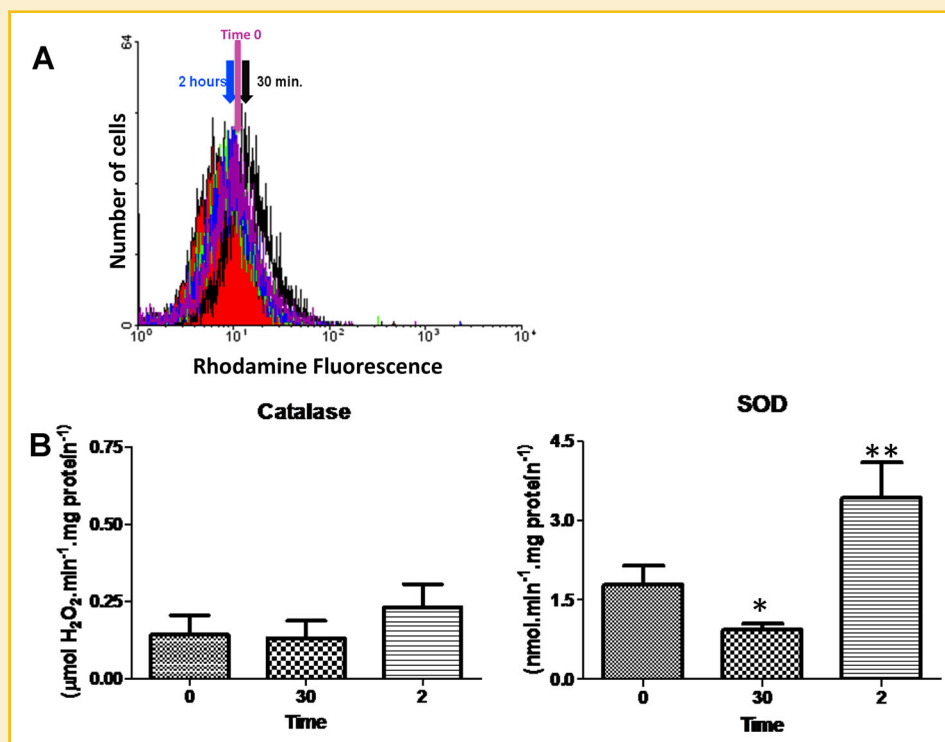 A
Time 0
2 hours
30 min.
64
Number of cells
0
10⁰ 10¹ 10² 10³ 10⁴
Rhodamine Fluorescence
B
Catalase
(µmol H₂O₂.min⁻¹.mg protein⁻¹)
0.75
0.50
0.25
0.00
0 30 2
Time
SOD
(nmol.min⁻¹.mg protein⁻¹)
4.5
3.0
1.5
0.0
*
**
0 30 2
Time